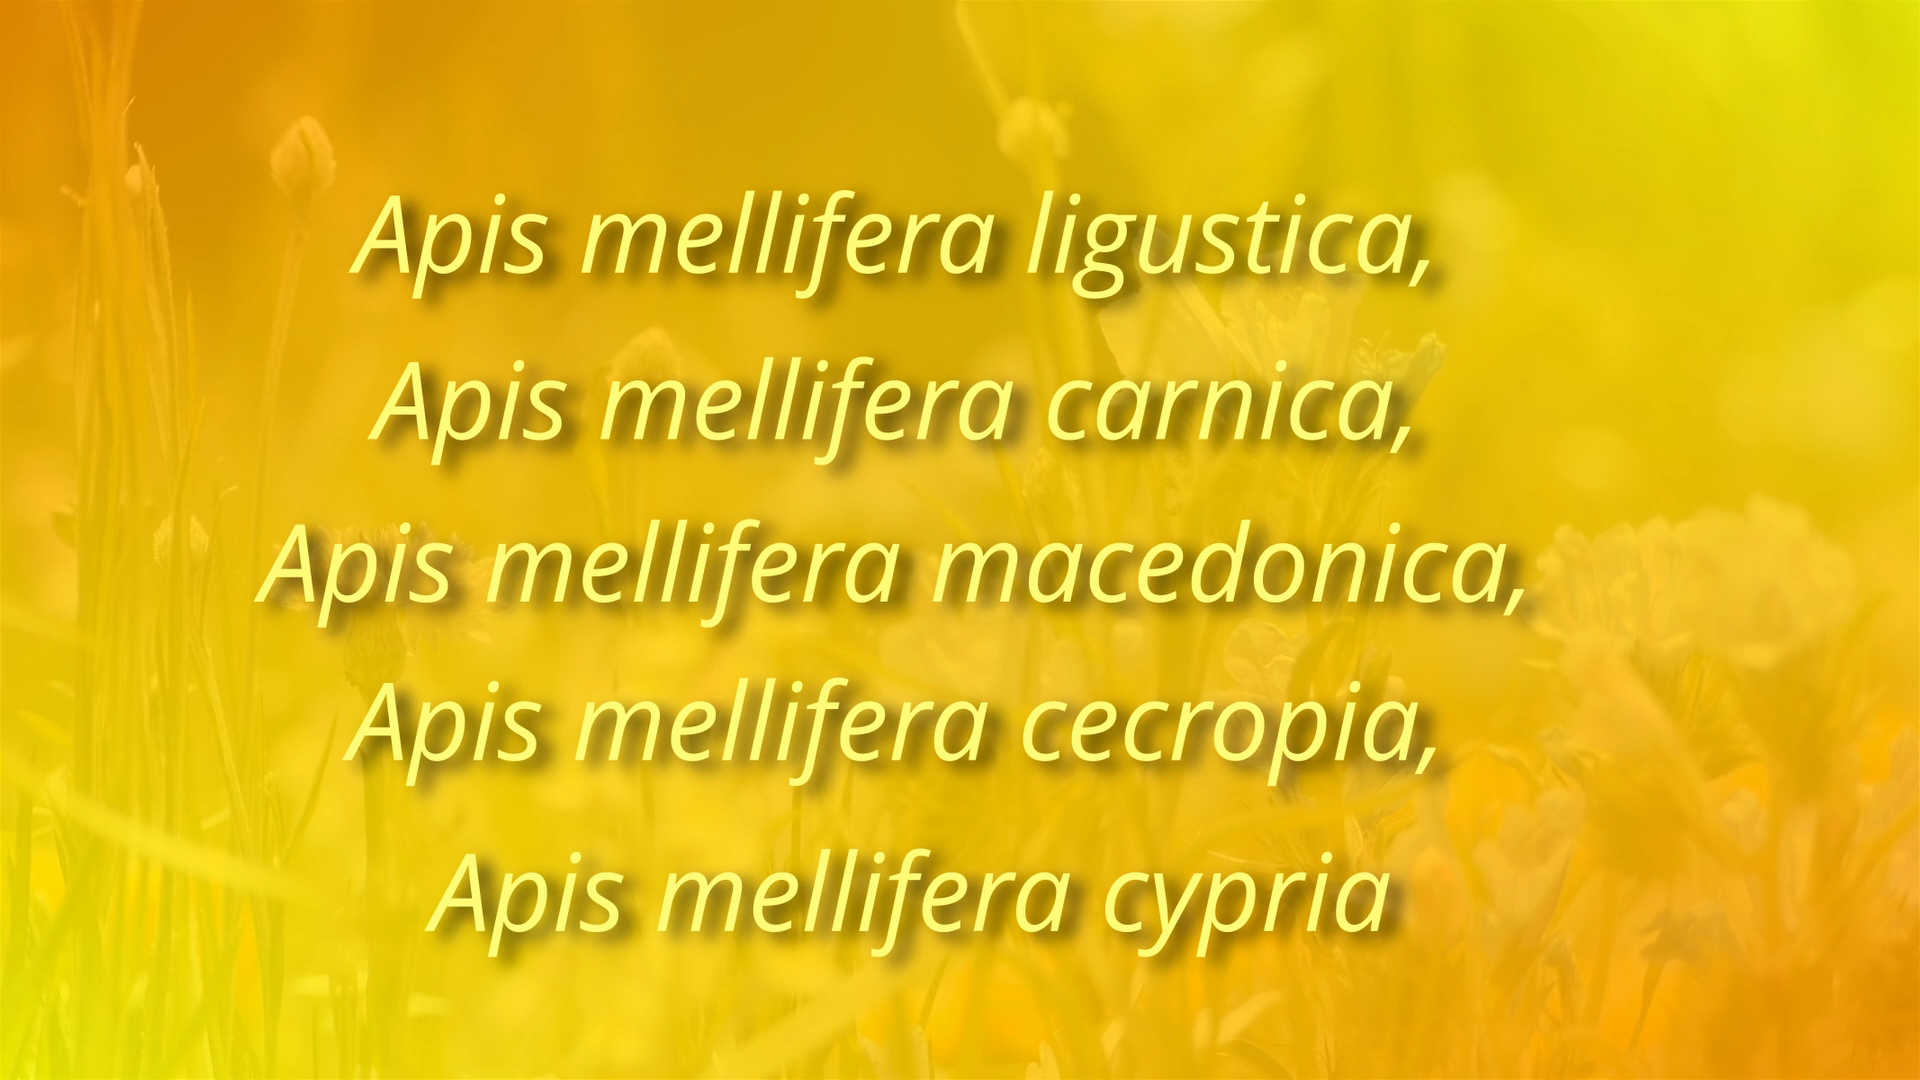 Apis mellifera ligustica,
Apis mellifera carnica,
Apis mellifera macedonica,
Apis mellifera cecropia,
Apis mellifera cypria